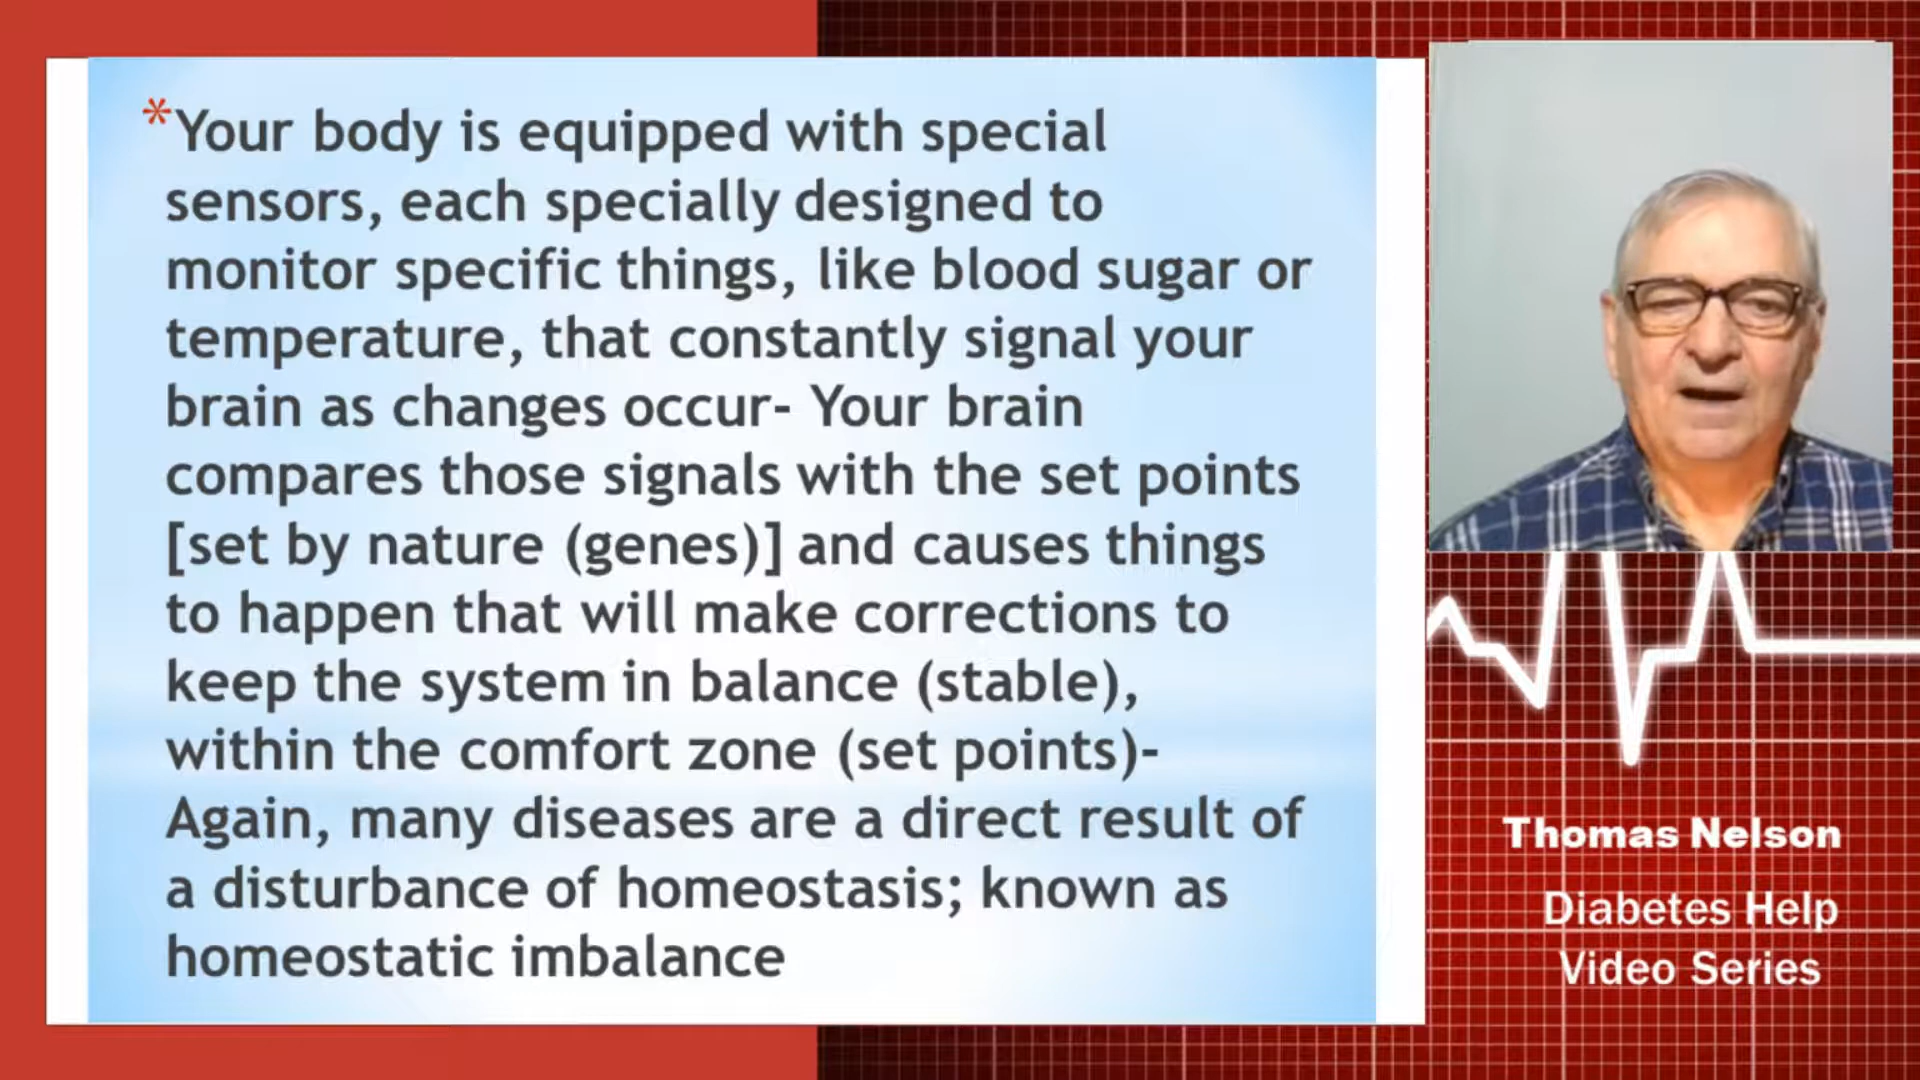 *Your body is equipped with special
sensors, each specially designed to
monitor specific things, like blood sugar or
temperature, that constantly signal your
brain as changes occur- Your brain
compares those signals with the set points
[set by nature (genes)] and causes things
to happen that will make corrections to
keep the system in balance (stable),
within the comfort zone (set points)-
Again, many diseases are a direct result of
a disturbance of homeostasis; known as
homeostatic imbalance
Thomas Nelson
Diabetes Help
Video Series